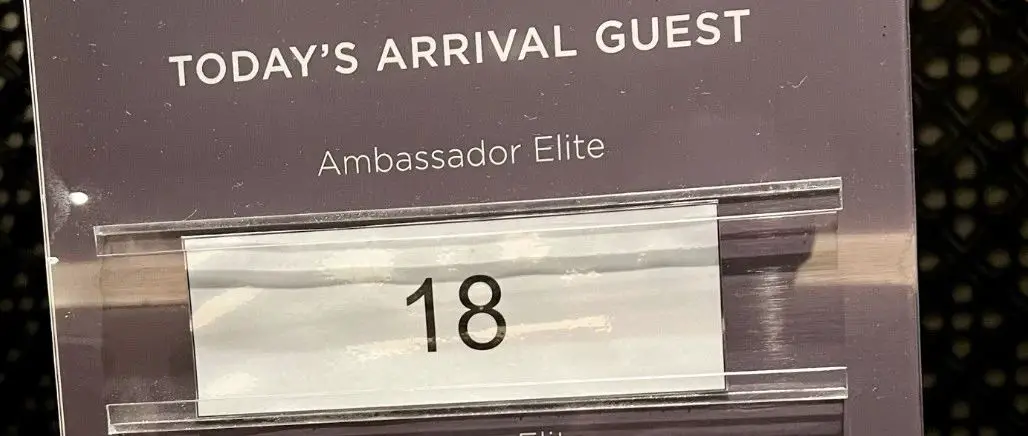 TODAY'S ARRIVAL GUEST
Ambassador Elite
18